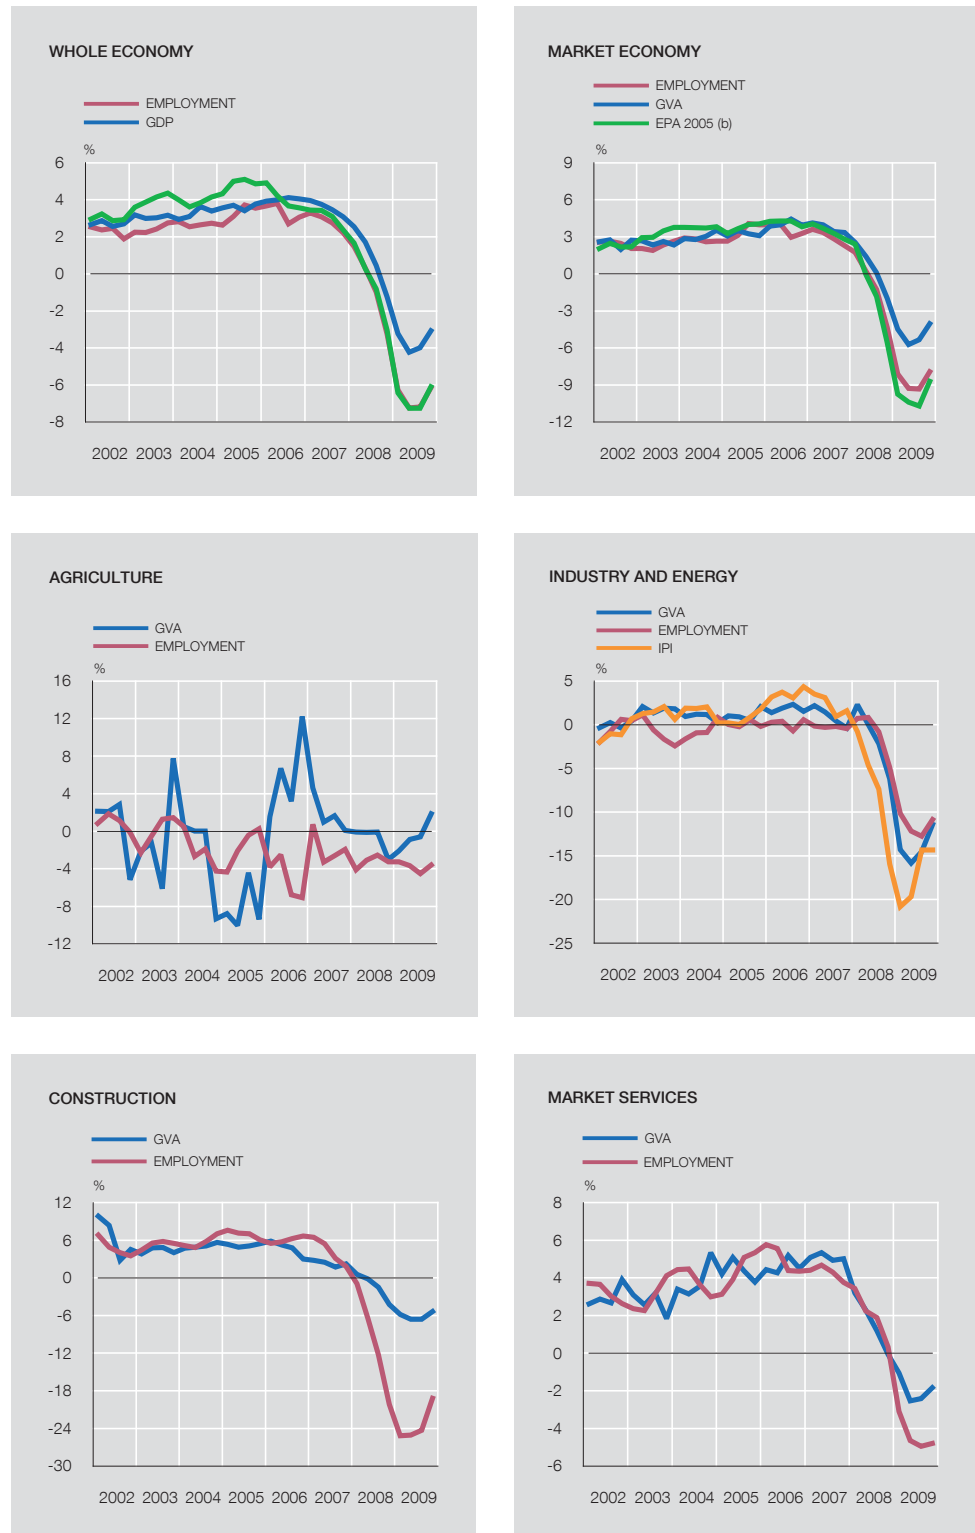 WHOLE ECONOMY
EMPLOYMENT
GDP
%
6
4
2
0
-2
-4
-6
-8
2002 2003 2004 2005 2006 2007 2008 2009
MARKET ECONOMY
EMPLOYMENT
GVA
EPA 2005 (b)
%
9
6
3
0
-3
-6
-9
-12
2002 2003 2004 2005 2006 2007 2008 2009
AGRICULTURE
GVA
EMPLOYMENT
%
16
12
8
4
0
-4
-8
-12
2002 2003 2004 2005 2006 2007 2008 2009
INDUSTRY AND ENERGY
GVA
EMPLOYMENT
IPI
%
5
0
-5
-10
-15
-20
-25
2002 2003 2004 2005 2006 2007 2008 2009
CONSTRUCTION
GVA
EMPLOYMENT
%
12
6
0
-6
-12
-18
-24
-30
2002 2003 2004 2005 2006 2007 2008 2009
MARKET SERVICES
GVA
EMPLOYMENT
%
8
6
4
2
0
-2
-4
-6
2002 2003 2004 2005 2006 2007 2008 2009